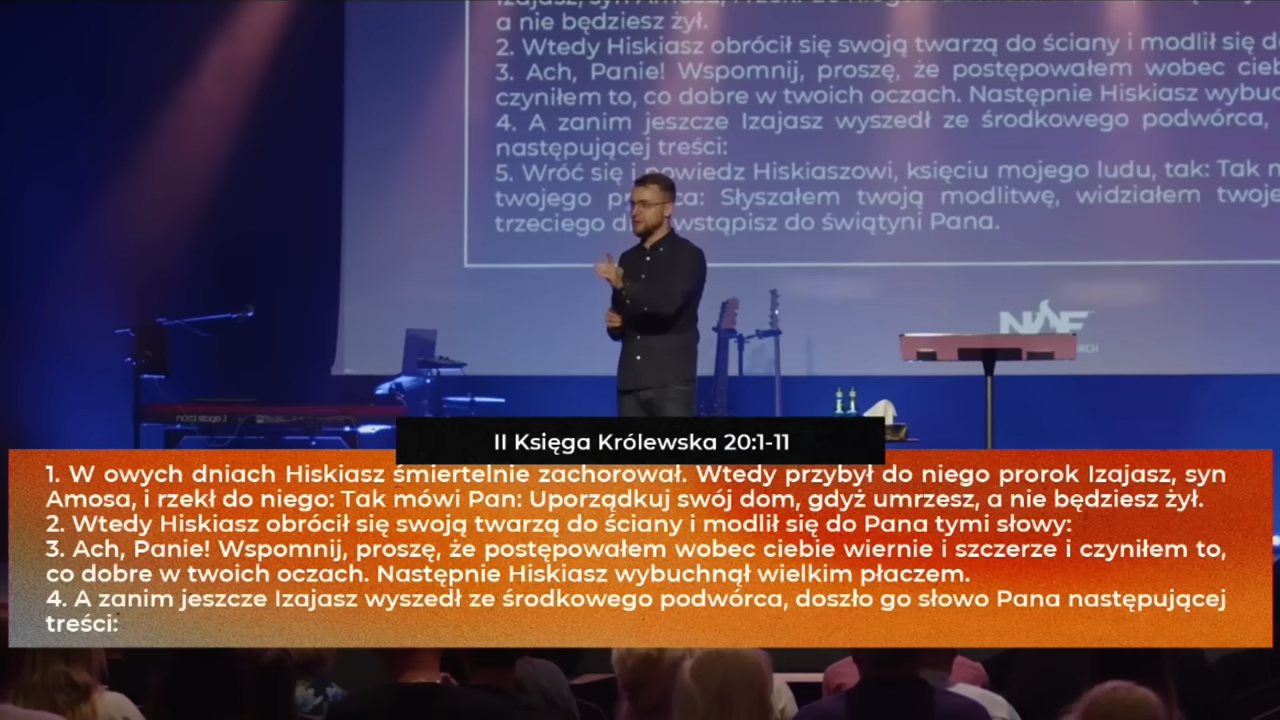 a nie będziesz żył.
2. Wtedy Hiskiasz obrócił się swoją twarzą do ściany i modlił się
3. Ach, Panie! Wspomnij, proszę, że postępowałem wobec
czyniłem to, co dobre w twoich oczach. Następnie Hiskiasz
4. A zanim jeszcze Izajasz wyszedł ze środkowego podwórca,
następującej treści:
5. Wróć się i Hiskiaszowi, księciu mojego ludu, tak: Tak
twojego Słyszałem twoją modlitwę, widziałem
trzeciego wstąpisz do świątyni Pana.
nord stage 3
II Księga Królewska 20:1-11
1. W owych dniach Hiskiasz śmiertelnie zachorował. Wtedy przybył do niego prorok Izajasz, syn
Amosa, i rzekł do niego: Tak mówi Pan: Uporządkuj swój dom, gdyż umrzesz, a nie będziesz żył.
2. Wtedy Hiskiasz obrócił się swoją twarzą do ściany i modlił się do Pana tymi słowy:
3. Ach, Panie! Wspomnij, proszę, że postępowałem wobec ciebie wiernie i szczerze i czyniłem to,
co dobre w twoich oczach. Następnie Hiskiasz wybuchnął wielkim płaczem.
4. A zanim jeszcze Izajasz wyszedł ze środkowego podwórca, doszło go słowo Pana następującej
treści: